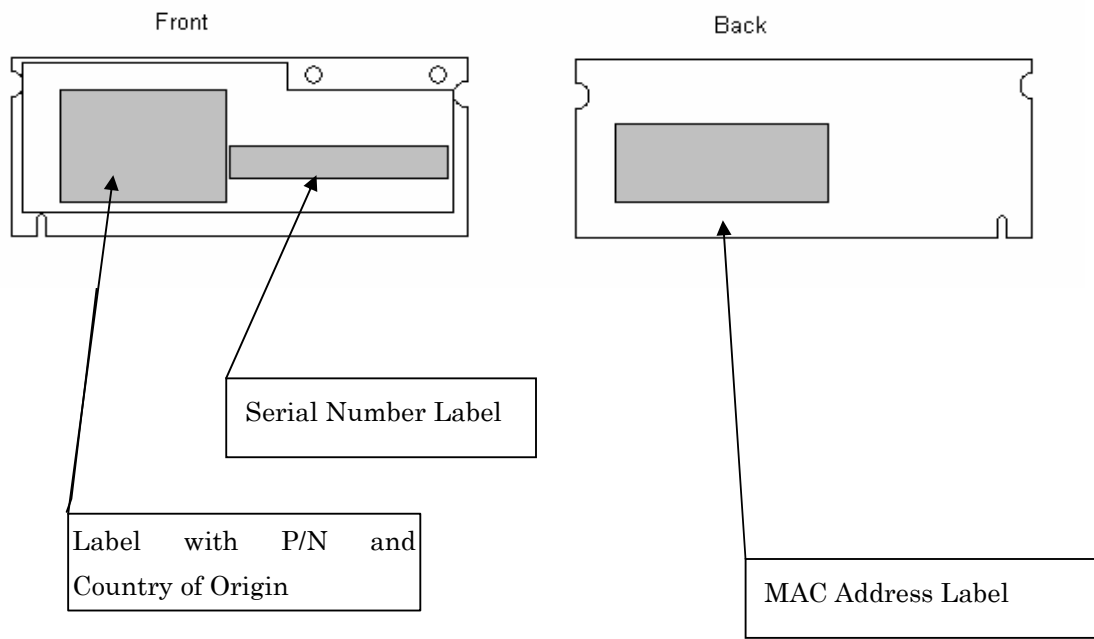 Front
Back
Serial Number Label
Label with P/N and
Country of Origin
MAC Address Label